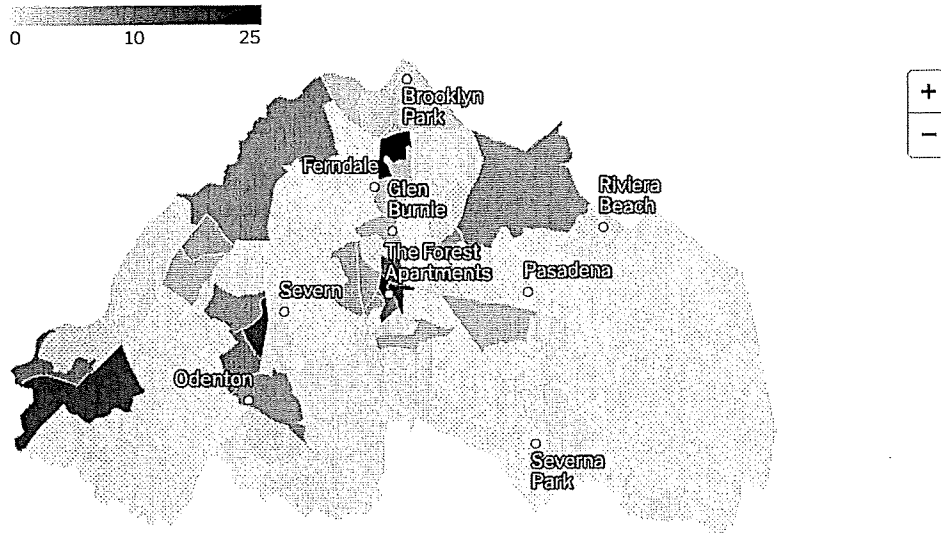 0 10 25
+
−
Brooklyn
Park
Ferndale
Glen
Burnie
Riviera
Beach
The Forest
Apartments
Pasadena
Severn
Odenton
Severna
Park